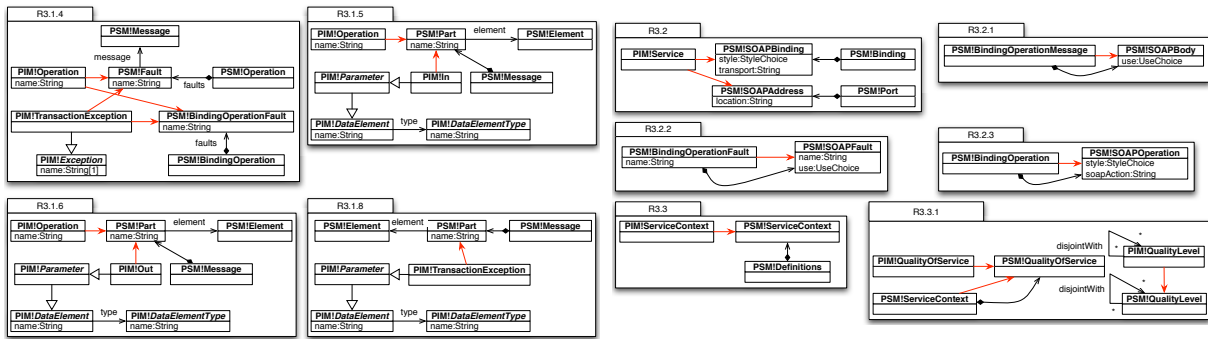 R3.1.4
PSM!Message
message
PIM!Operation
name:String
PSM!Fault
name:String
PSM!Operation
faults
PIM!TransactionException
PSM!BindingOperationFault
name:String
faults
PIM!Exception
name:String[1]
PSM!BindingOperation
R3.1.5
PIM!Operation
name:String
PSM!Part
name:String
element
PSM!Element
PIM!Parameter
PIM!In
PSM!Message
PIM!DataElement
name:String
type
PIM!DataElementType
name:String
R3.1.6
PIM!Operation
name:String
PSM!Part
name:String
element
PSM!Element
PIM!Parameter
PIM!Out
PSM!Message
PIM!DataElement
name:String
type
PIM!DataElementType
name:String
R3.1.8
PSM!Element
element
PSM!Part
name:String
PSM!Message
PIM!Parameter
PIM!TransactionException
PIM!DataElement
name:String
type
PIM!DataElementType
name:String
R3.2
PIM!Service
PSM!SOAPBinding
style:StyleChoice
transport:String
PSM!Binding
PSM!SOAPAddress
location:String
PSM!Port
R3.2.1
PSM!BindingOperationMessage
PSM!SOAPBody
use:UseChoice
R3.2.2
PSM!BindingOperationFault
name:String
PSM!SOAPFault
name:String
use:UseChoice
R3.2.3
PSM!BindingOperation
PSM!SOAPOperation
style:StyleChoice
soapAction:String
R3.3
PIM!ServiceContext
PSM!ServiceContext
PSM!Definitions
R3.3.1
disjointWith
*
*
PIM!QualityLevel
PIM!QualityOfService
PSM!QualityOfService
disjointWith
*
*
PSM!ServiceContext
PSM!QualityLevel